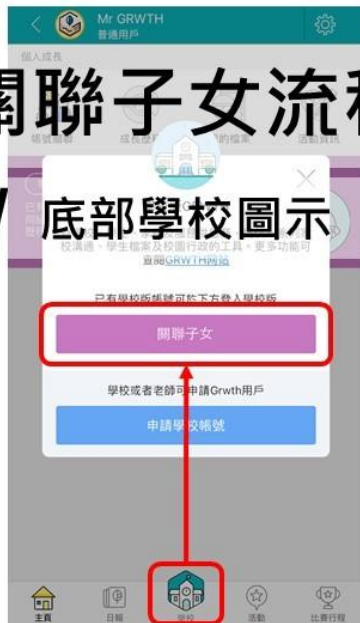 Mr GRWTH
普通用戶
個人成長
關聯子女流程
底部學校圖示
校溝通、學生檔案及校園行政的工具。更多功能可
查閱GRWTH网站
已有學校版帳號可於下方登入學校版
關聯子女
學校或者老師可申請Grwth用戶
申請學校帳號
主頁
日報
學校
活動
比賽行程